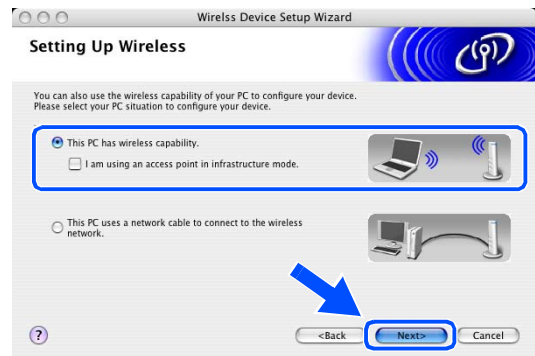 Wirelss Device Setup Wizard
Setting Up Wireless
You can also use the wireless capability of your PC to configure your device.
Please select your PC situation to configure your device.
This PC has wireless capability.
I am using an access point in infrastructure mode.
This PC uses a network cable to connect to the wireless
network.
?
<Back
Next>
Cancel